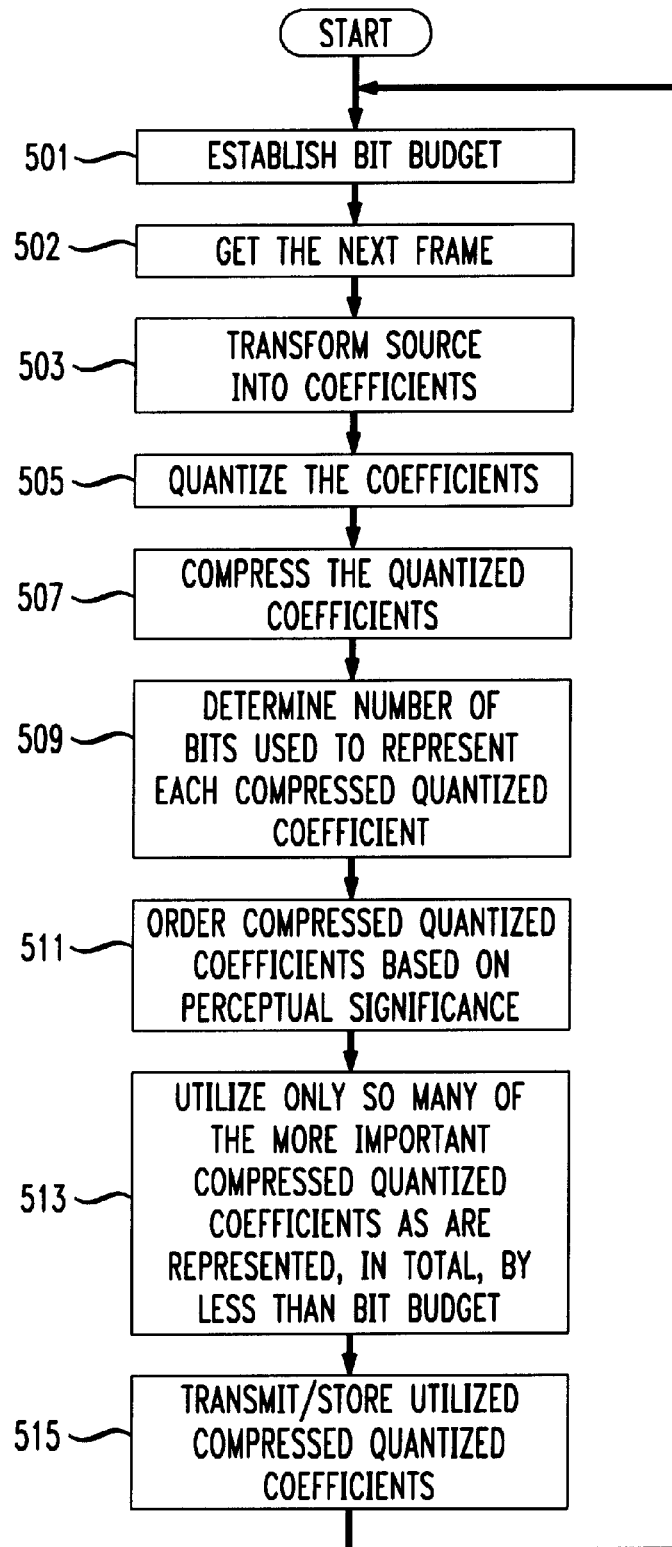 START
501
ESTABLISH BIT BUDGET
502
GET THE NEXT FRAME
503
TRANSFORM SOURCE
INTO COEFFICIENTS
505
QUANTIZE THE COEFFICIENTS
507
COMPRESS THE QUANTIZED
COEFFICIENTS
509
DETERMINE NUMBER OF
BITS USED TO REPRESENT
EACH COMPRESSED QUANTIZED
COEFFICIENT
511
ORDER COMPRESSED QUANTIZED
COEFFICIENTS BASED ON
PERCEPTUAL SIGNIFICANCE
513
UTILIZE ONLY SO MANY OF
THE MORE IMPORTANT
COMPRESSED QUANTIZED
COEFFICIENTS AS ARE
REPRESENTED, IN TOTAL, BY
LESS THAN BIT BUDGET
515
TRANSMIT/STORE UTILIZED
COMPRESSED QUANTIZED
COEFFICIENTS